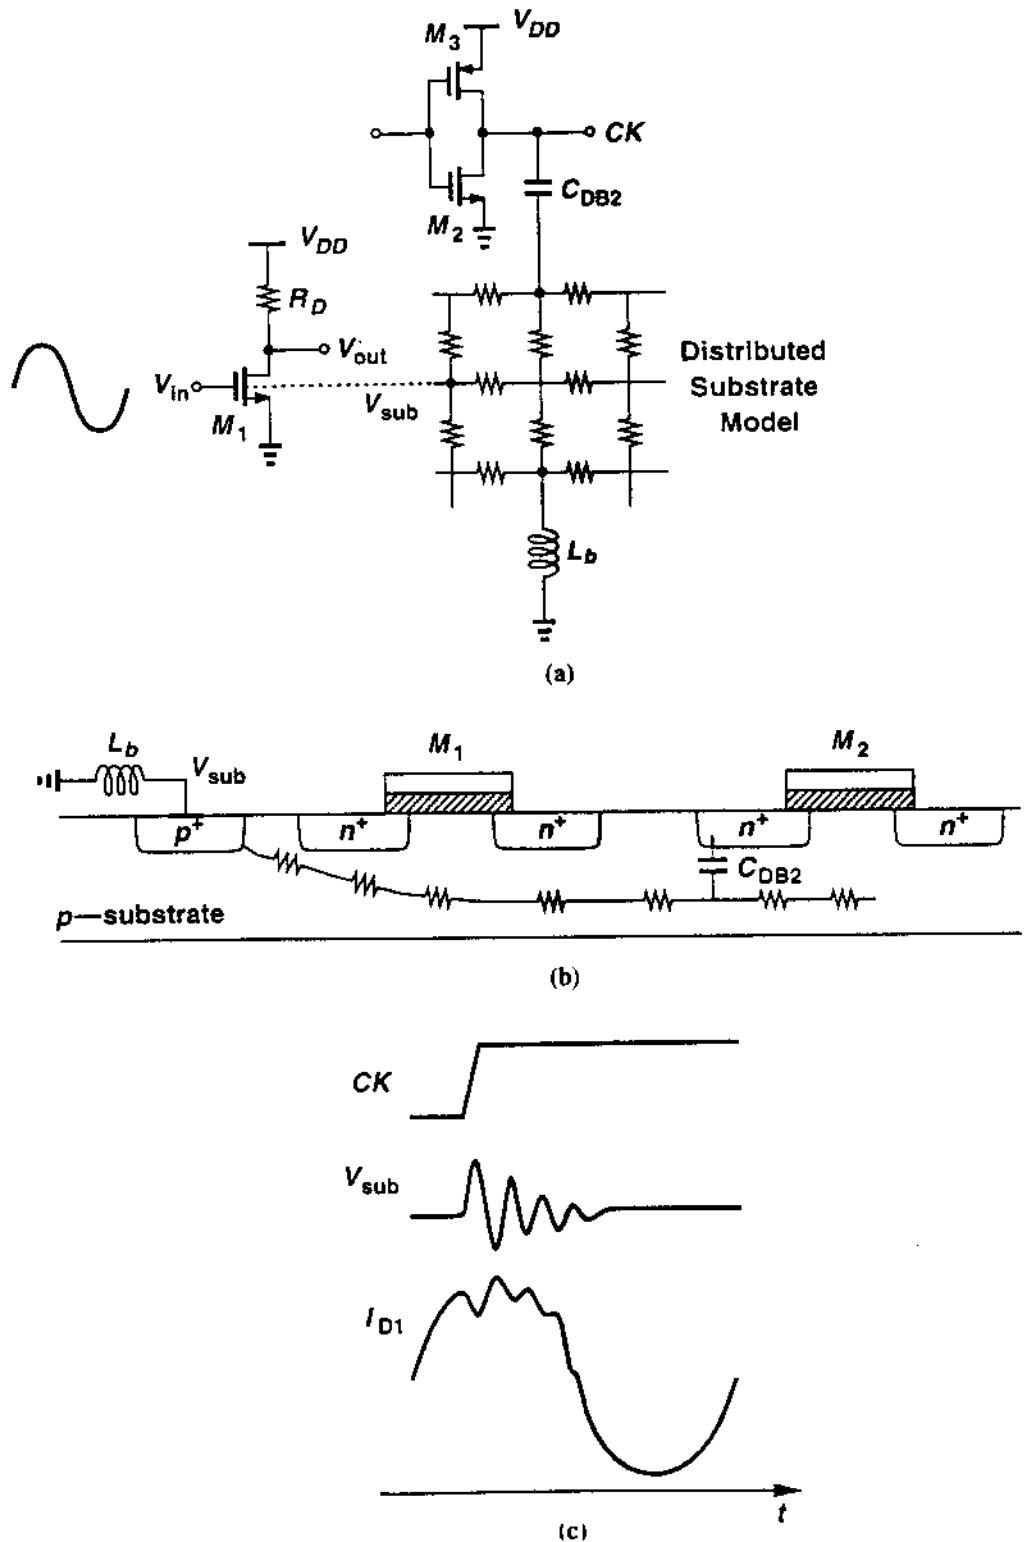 M3
VDD
CK
CDB2
M2
VDD
RD
Vout
Vin
M1
Vsub
Distributed
Substrate
Model
Lb
(a)
Lb
Vsub
M1
M2
p+
n+
n+
n+
n+
CDB2
p—substrate
(b)
CK
Vsub
ID1
t
(c)